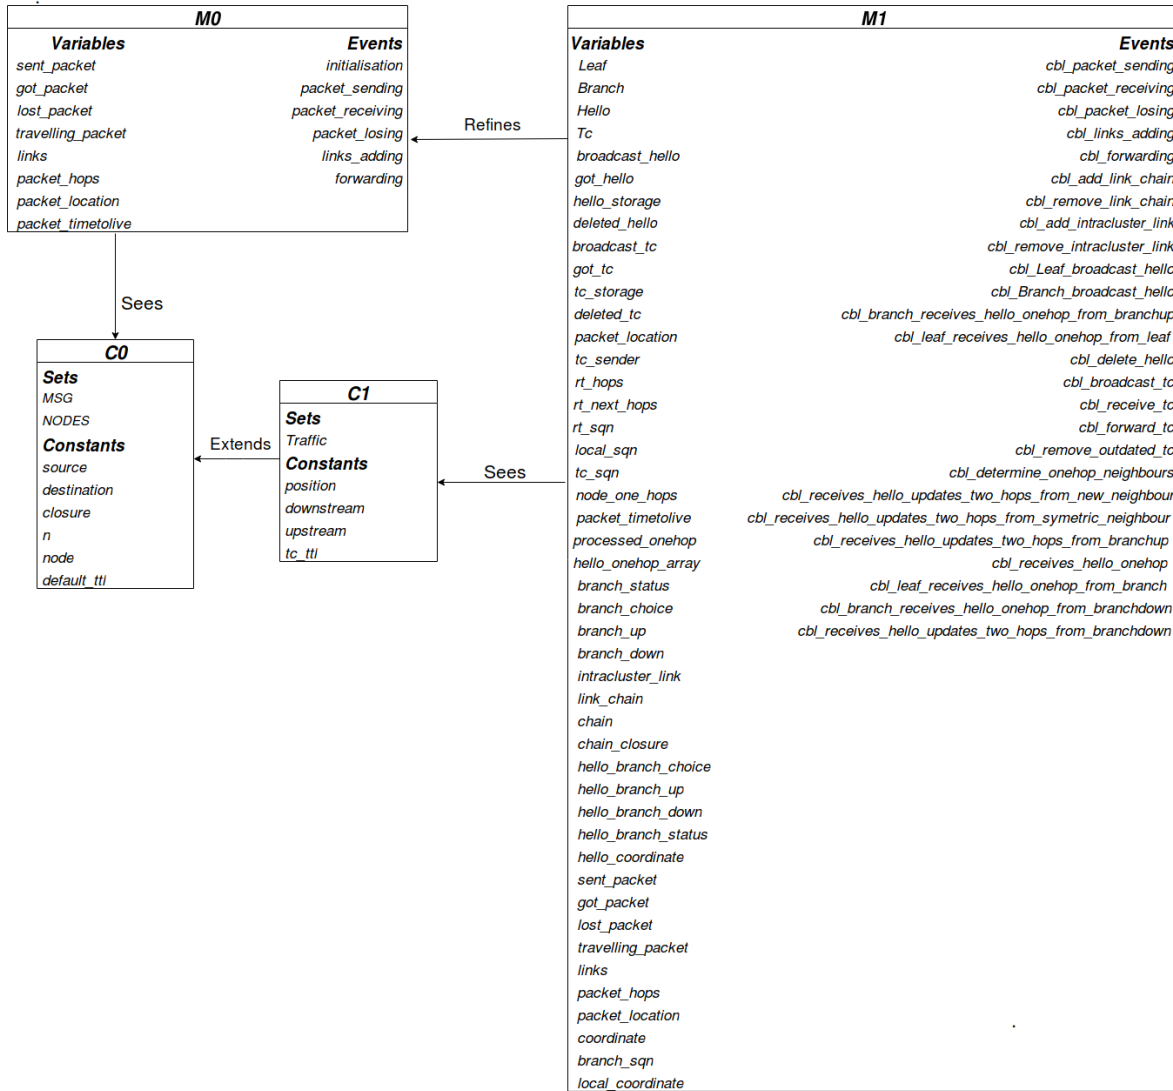 M0
Variables Events
sent_packet initialisation
got_packet packet_sending
lost_packet packet_receiving
travelling_packet packet_losing
links links_adding
packet_hops forwarding
packet_location
packet_timetolive
Refines
Sees
C0
Sets
MSG
NODES
Constants
source
destination
closure
n
node
default_ttl
Extends
C1
Sets
Traffic
Constants
position
downstream
upstream
tc_ttl
Sees
M1
Variables Events
Leaf cbl_packet_sending
Branch cbl_packet_receiving
Hello cbl_packet_losing
Tc cbl_links_adding
broadcast_hello cbl_forwarding
got_hello cbl_add_link_chain
hello_storage cbl_remove_link_chain
deleted_hello cbl_add_intracluster_link
broadcast_tc cbl_remove_intracluster_link
got_tc cbl_Leaf_broadcast_hello
tc_storage cbl_Branch_broadcast_hello
deleted_tc cbl_branch_receives_hello_onehop_from_branchup
packet_location cbl_leaf_receives_hello_onehop_from_leaf
tc_sender cbl_delete_hello
rt_hops cbl_broadcast_tc
rt_next_hops cbl_receive_tc
rt_sqn cbl_forward_tc
local_sqn cbl_remove_outdated_tc
tc_sqn cbl_determine_onehop_neighbours
node_one_hops cbl_receives_hello_updates_two_hops_from_new_neighbour
packet_timetolive cbl_receives_hello_updates_two_hops_from_symetric_neighbour
processed_onehop cbl_receives_hello_updates_two_hops_from_branchup
hello_onehop_array cbl_receives_hello_onehop
branch_status cbl_leaf_receives_hello_onehop_from_branch
branch_choice cbl_branch_receives_hello_onehop_from_branchdown
branch_up cbl_receives_hello_updates_two_hops_from_branchdown
branch_down
intracluster_link
link_chain
chain
chain_closure
hello_branch_choice
hello_branch_up
hello_branch_down
hello_branch_status
hello_coordinate
sent_packet
got_packet
lost_packet
travelling_packet
links
packet_hops
packet_location
coordinate
branch_sqn
local_coordinate